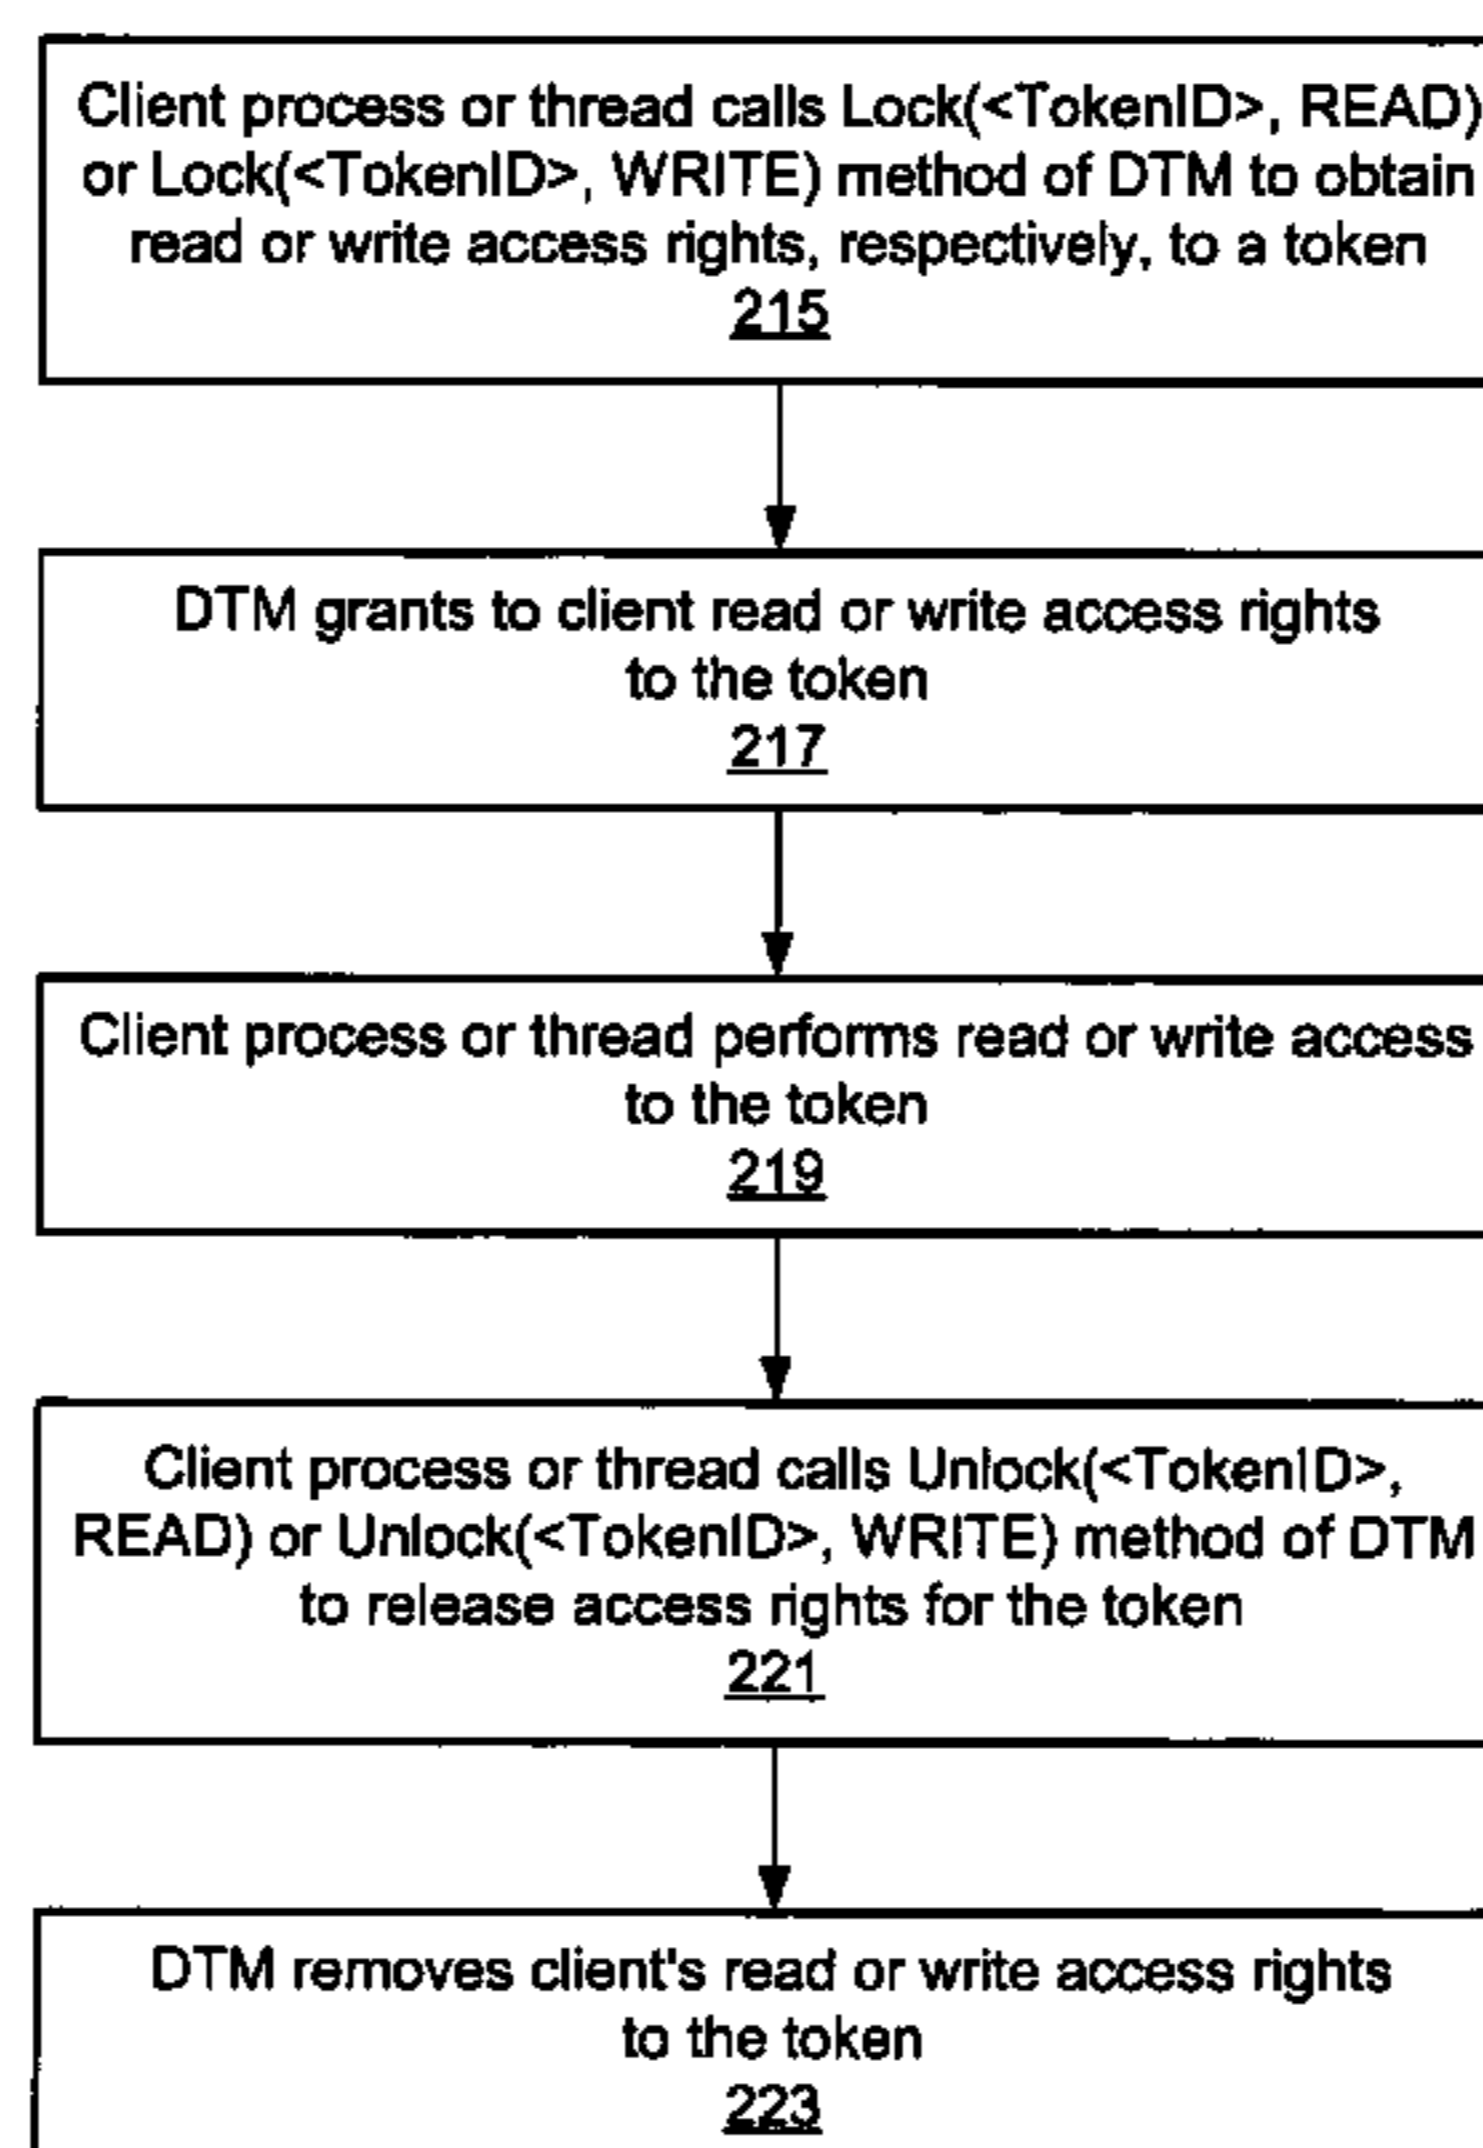 Client process or thread calls Lock(<TokenID>, READ)
or Lock(<TokenID>, WRITE) method of DTM to obtain
read or write access rights, respectively, to a token
215
DTM grants to client read or write access rights
to the token
217
Client process or thread performs read or write access
to the token
219
Client process or thread calls Unlock(<TokenID>,
READ) or Unlock(<TokenID>, WRITE) method of DTM
to release access rights for the token
221
DTM removes client's read or write access rights
to the token
223